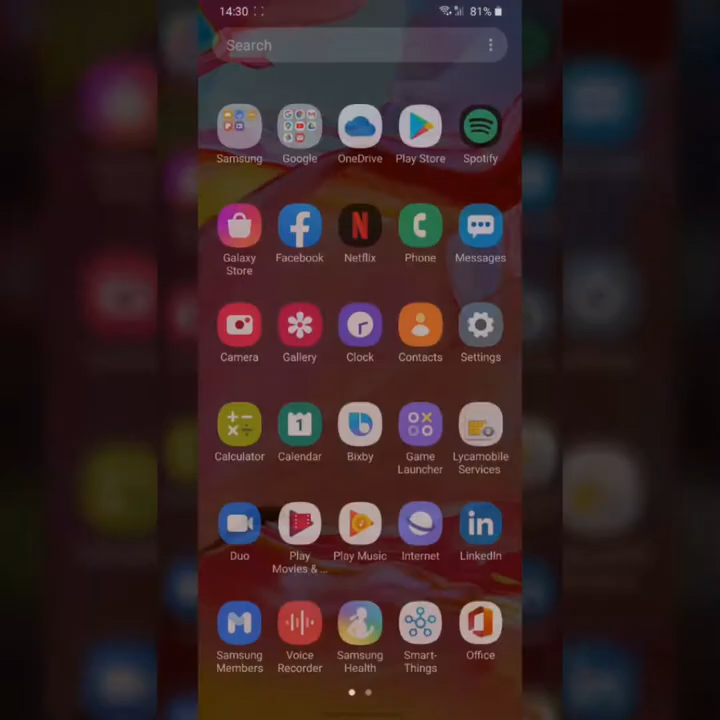 14:30
81%
Search
Samsung
Google
OneDrive
Play Store
Spotify
Galaxy
Store
Facebook
Netflix
Phone
Messages
Camera
Gallery
Clock
Contacts
Settings
Calculator
1
Calendar
Bixby
Game
Launcher
Lycamobile
Services
Duo
Play
Movies & ...
Play Music
Internet
in
LinkedIn
Samsung
Members
Voice
Recorder
Samsung
Health
Smart-
Things
Office